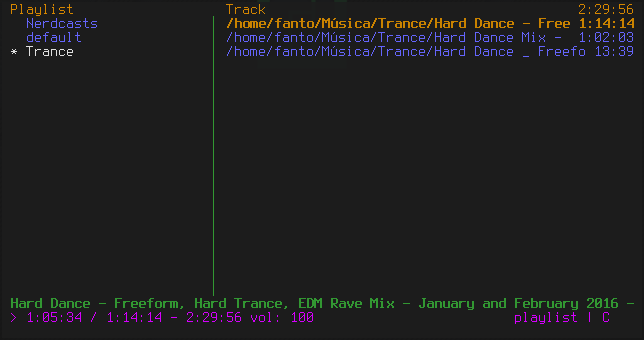 Playlist Track 2:29:56
Nerdcasts /home/fanto/Música/Trance/Hard Dance - Free 1:14:14
default /home/fanto/Música/Trance/Hard Dance Mix - 1:02:03
* Trance /home/fanto/Música/Trance/Hard Dance _ Freefo 13:39
Hard Dance - Freeform, Hard Trance, EDM Rave Mix - January and February 2016 -
> 1:05:34 / 1:14:14 - 2:29:56 vol: 100 playlist | C